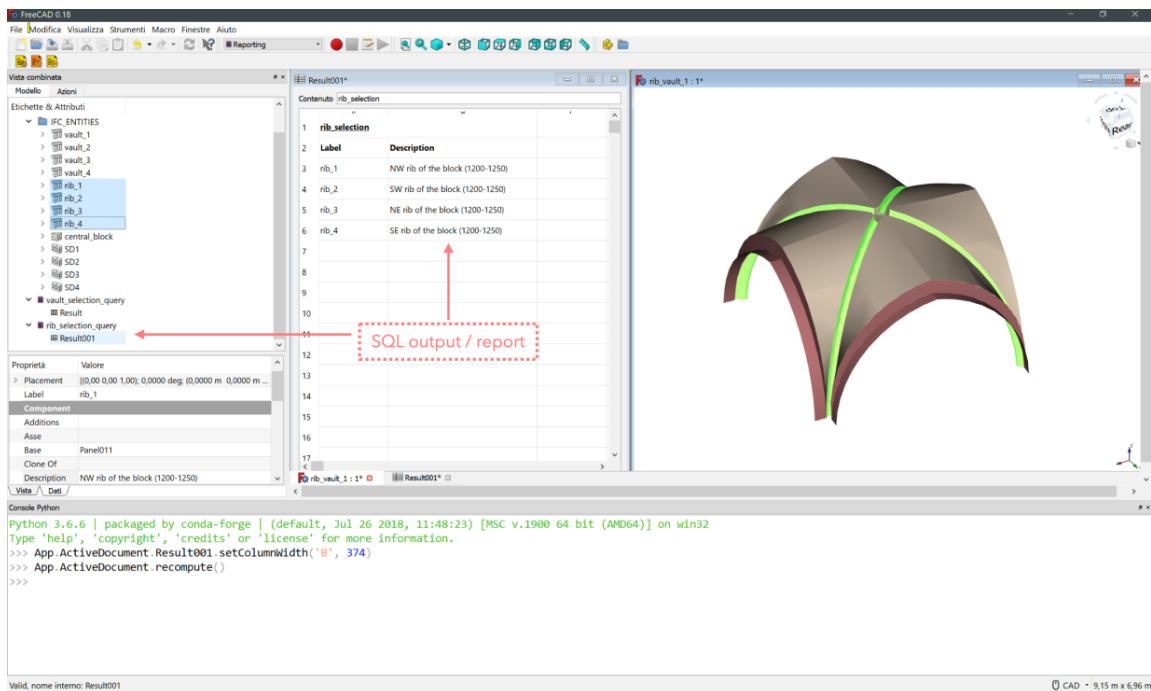 FreeCAD 0.18
File Modifica Visualizza Strumenti Macro Finestre Aiuto
Reporting
Vista combinata
Modello Azioni
Etichette & Attributi
IFC_ENTITIES
vault_1
vault_2
vault_3
vault_4
rib_1
rib_2
rib_3
rib_4
central_block
SD1
SD2
SD3
SD4
vault_selection_query
Result
rib_selection_query
Result001
Proprietà Valore
Placement [(0,00 0,00 1,00); 0,0000 deg; (0,0000 m 0,0000 m ...
Label rib_1
Component
Additions
Asse
Base Panel011
Clone Of
Description NW rib of the block (1200-1250)
Vista Dati
Result001*
Contenuto rib_selection
1 rib_selection
2 Label Description
3 rib_1 NW rib of the block (1200-1250)
4 rib_2 SW rib of the block (1200-1250)
5 rib_3 NE rib of the block (1200-1250)
6 rib_4 SE rib of the block (1200-1250)
7
8
9
10
11
12
13
14
15
16
17
SQL output / report
rib_vault_1 : 1*
Rear
rib_vault_1 : 1* Result001*
Console Python
Python 3.6.6 | packaged by conda-forge | (default, Jul 26 2018, 11:48:23) [MSC v.1900 64 bit (AMD64)] on win32
Type 'help', 'copyright', 'credits' or 'license' for more information.
>>> App.ActiveDocument.Result001.setColumnWidth('B', 374)
>>> App.ActiveDocument.recompute()
>>>
Valid, nome interno: Result001
CAD 9,15 m x 6,96 m